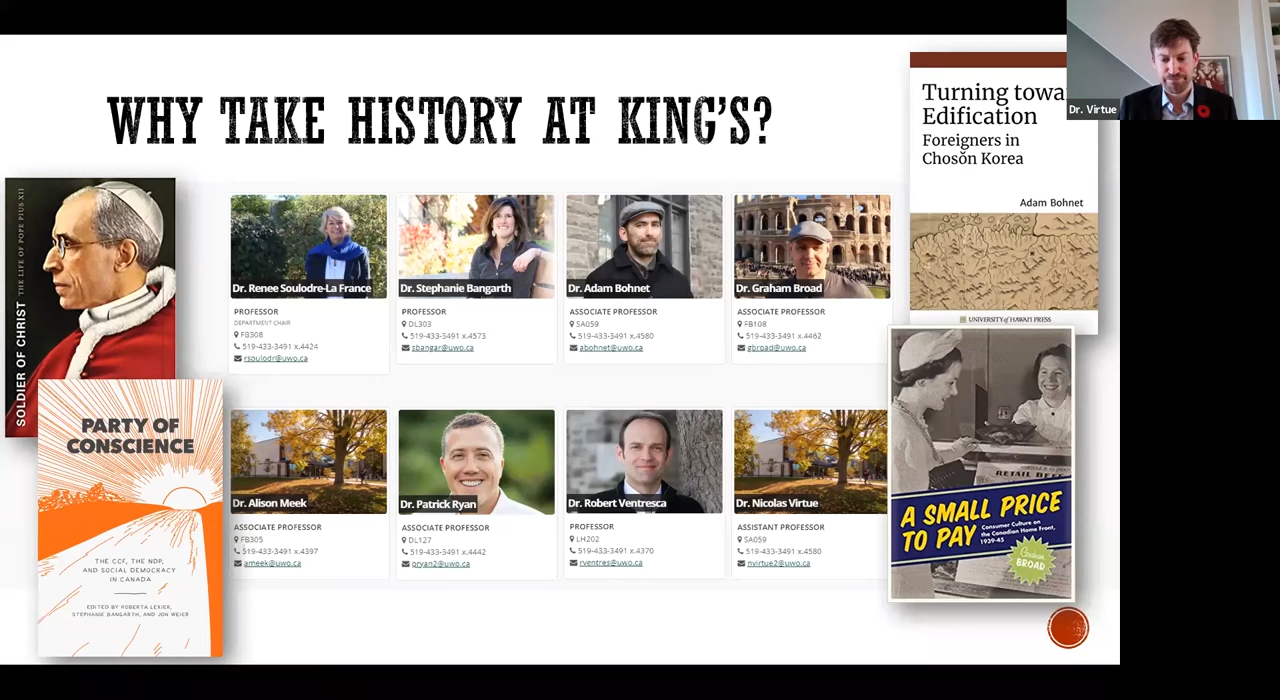 WHY TAKE HISTORY AT KING'S?
Dr. Virtue
Turning towa
Edification
Foreigners in
Chosŏn Korea
Adam Bohnet
UNIVERSITY of HAWAI'I PRESS
SOLDIER OF CHRIST THE LIFE OF POPE PIUS XII
Dr. Renee Soulodre-La France
PROFESSOR
DEPARTMENT CHAIR
FB308
519-433-3491 x.4424
rsoulodr@uwo.ca
Dr. Stephanie Bangarth
PROFESSOR
DL303
519-433-3491 x.4573
sbangar@uwo.ca
Dr. Adam Bohnet
ASSOCIATE PROFESSOR
SA059
519-433-3491 x.4580
abohnet@uwo.ca
Dr. Graham Broad
ASSOCIATE PROFESSOR
FB108
519-433-3491 x.4462
gbroad@uwo.ca
PARTY OF
CONSCIENCE
THE CCF, THE NDP,
AND SOCIAL DEMOCRACY
IN CANADA
EDITED BY ROBERTA LEXIER,
STEPHANIE BANGARTH, AND JON WEIER
Dr. Alison Meek
ASSOCIATE PROFESSOR
FB305
519-433-3491 x.4397
ameek@uwo.ca
Dr. Patrick Ryan
ASSOCIATE PROFESSOR
DL127
519-433-3491 x.4442
pryan2@uwo.ca
Dr. Robert Ventresca
PROFESSOR
LH202
519-433-3491 x.4370
rventres@uwo.ca
Dr. Nicolas Virtue
ASSISTANT PROFESSOR
SA059
519-433-3491 x.4580
nvirtue2@uwo.ca
RETAIL BEEF
A SMALL PRICE
TO PAY
Consumer Culture on
the Canadian Home Front,
1939-45
Graham
BROAD